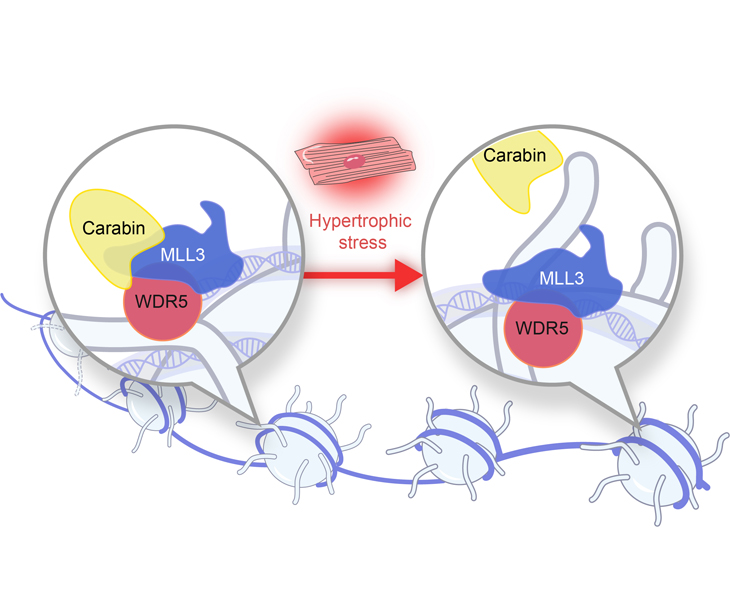 Carabin
MLL3
WDR5
Hypertrophic
stress
Carabin
MLL3
WDR5